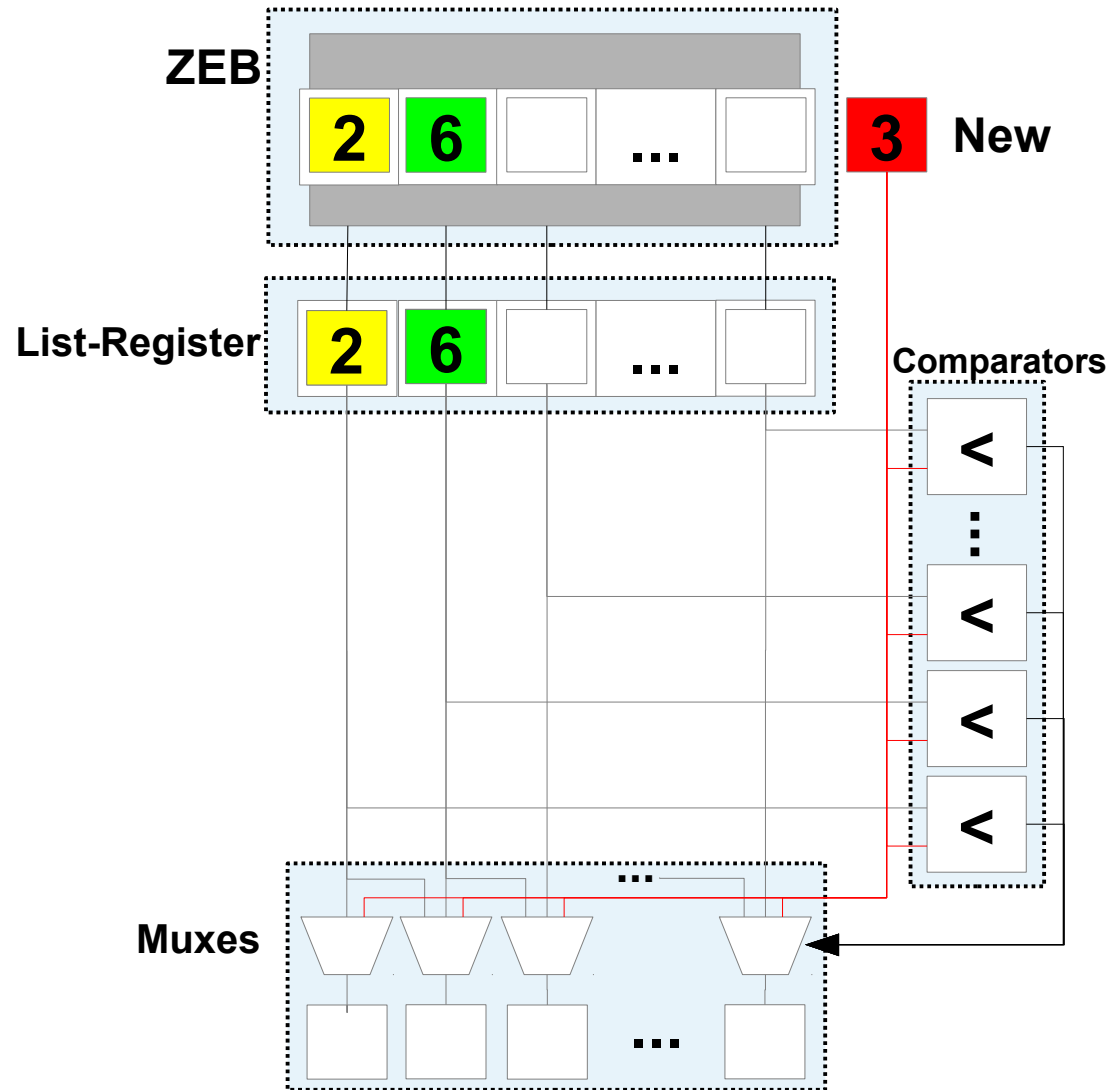 ZEB
2 6 ... 3 New
List-Register
2 6 ...
Comparators
<
...
<
<
<
...
Muxes
...